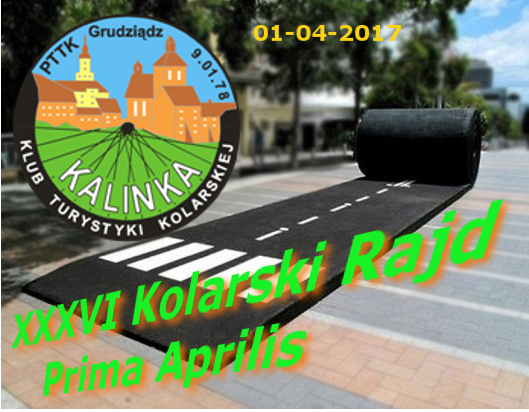 01-04-2017
PTTK Grudziądz 9.01.78
KALINKA
KLUB TURYSTYKI KOLARSKIEJ
XXXVI Kolarski Rajd
Prima Aprilis